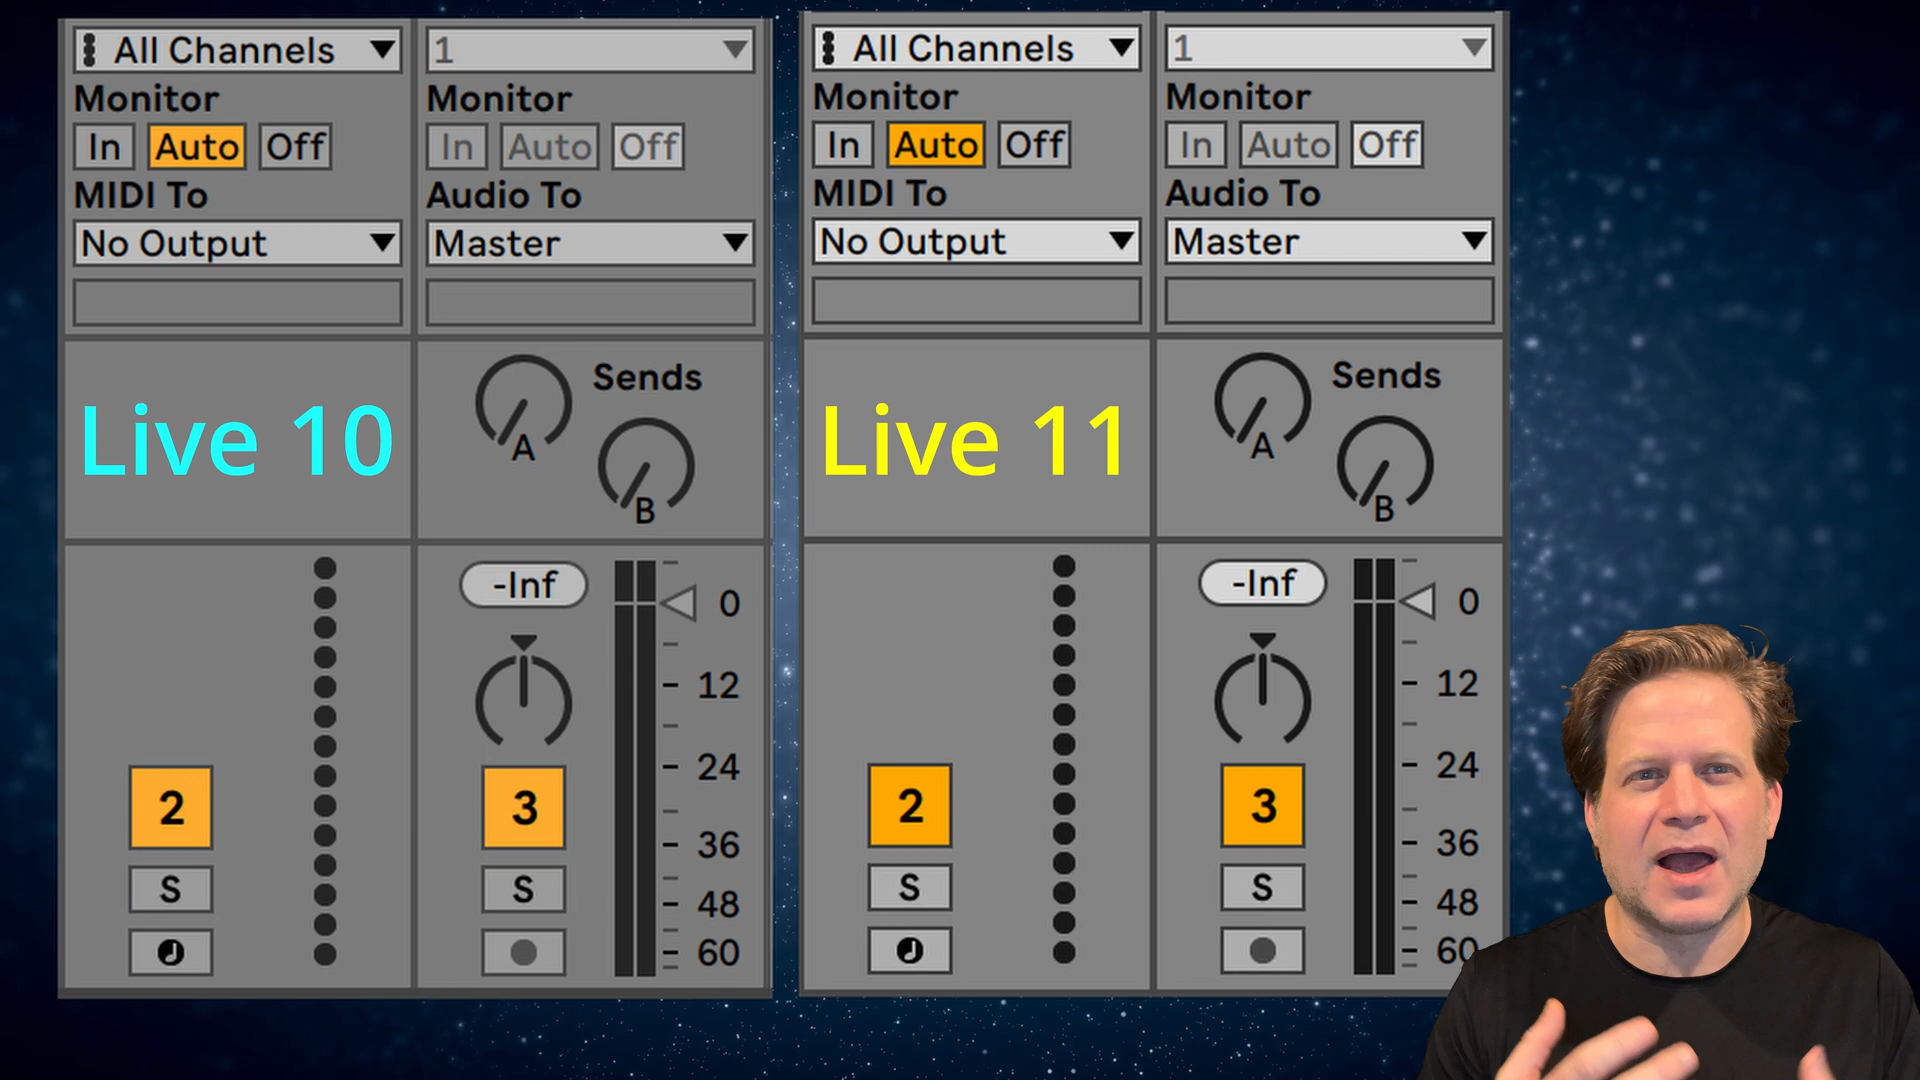 All Channels
1
Monitor
Monitor
In Auto Off
In Auto Off
MIDI To
Audio To
No Output
Master
Live 10
Sends
A
B
-Inf
0
12
24
36
48
60
2
3
S
S
All Channels
1
Monitor
Monitor
In Auto Off
In Auto Off
MIDI To
Audio To
No Output
Master
Live 11
Sends
A
B
-Inf
0
12
24
36
48
60
2
3
S
S